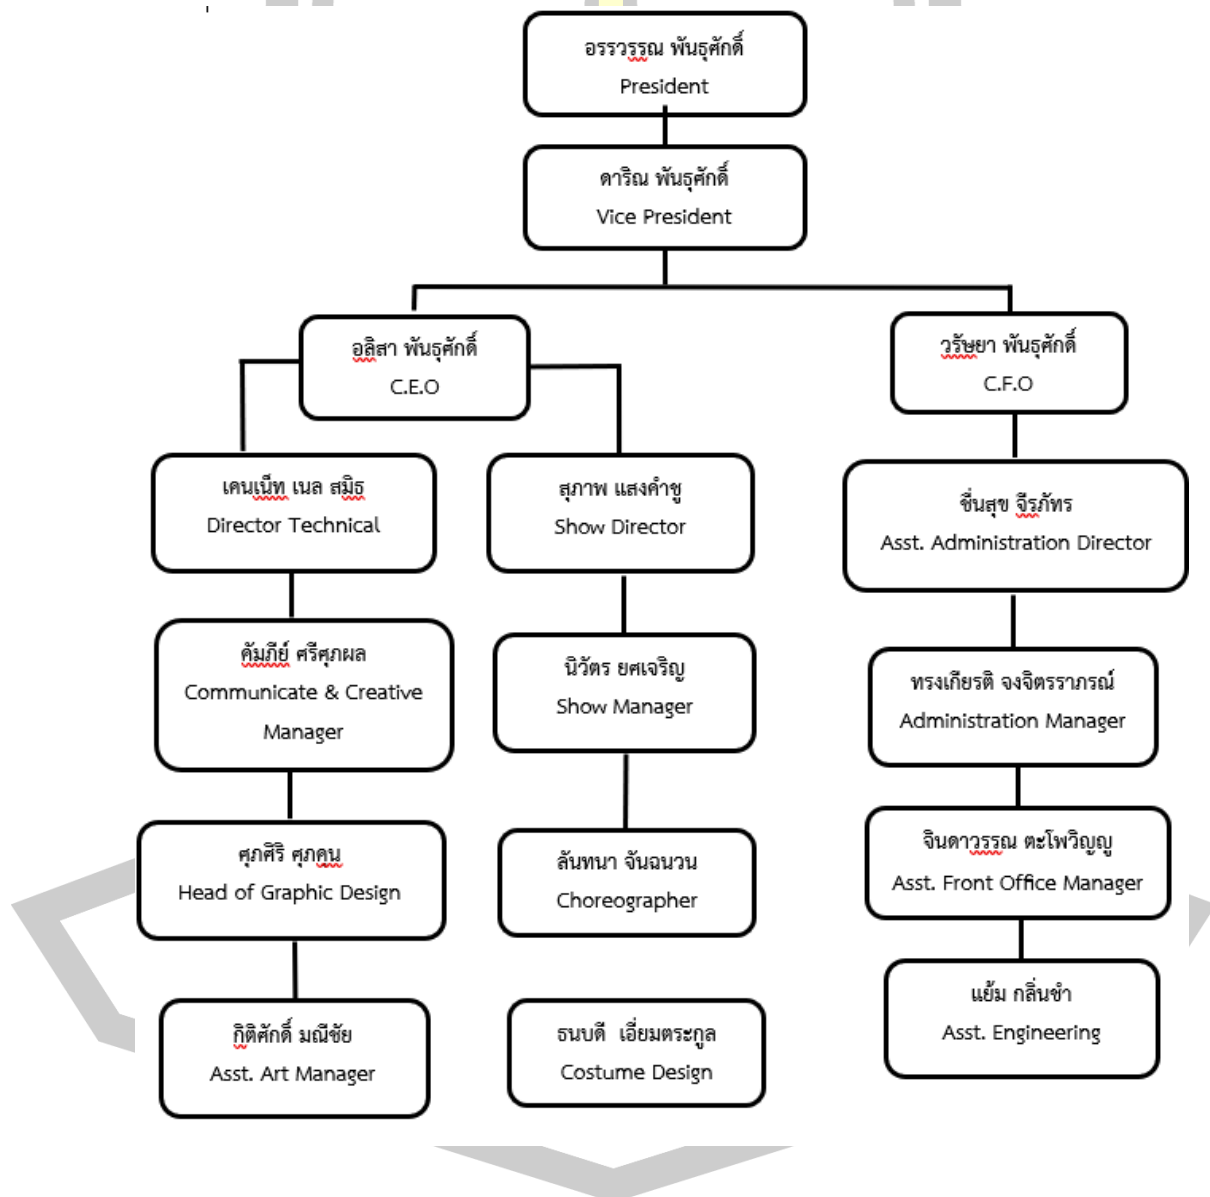 อรรวรรณ พันธุศักดิ์
President
ดาริณ พันธุศักดิ์
Vice President
อลิสา พันธุศักดิ์
C.E.O
วรัษยา พันธุศักดิ์
C.F.O
เคนเน็ท เนล สมิธ
Director Technical
สุภาพ แสงคำชู
Show Director
ชื่นสุข จีรภัทร
Asst. Administration Director
คัมภีย์ ศรีศุภผล
Communicate & Creative
Manager
นิวัตร ยศเจริญ
Show Manager
ทรงเกียรติ จงจิตรราภรณ์
Administration Manager
ศุภศิริ ศุภคูน
Head of Graphic Design
ลันทนา จันฉนวน
Choreographer
จินดาวรรณ ตะโพวิญญู
Asst. Front Office Manager
กิติศักดิ์ มณีชัย
Asst. Art Manager
ธนบดี เอี่ยมตระกูล
Costume Design
แย้ม กลิ่นชำ
Asst. Engineering